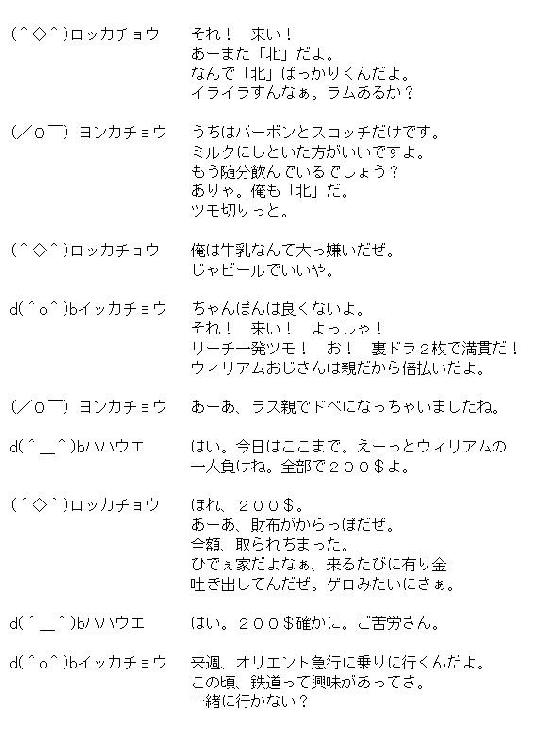 (＾◇＾)ロッカチョウ　それ！　来い！
あーまた「北」だよ。
なんで「北」ばっかりくんだよ。
イライラすんなぁ。ラムあるか？
(／０￣) ヨンカチョウ　うちはバーボンとスコッチだけです。
ミルクにしといた方がいいですよ。
もう随分飲んでいるでしょう？
ありゃ。俺も「北」だ。
ツモ切りっと。
(＾◇＾)ロッカチョウ　俺は牛乳なんて大っ嫌いだぜ。
じゃビールでいいや。
d(＾o＾)bイッカチョウ　ちゃんぽんは良くないよ。
それ！　来い！　よっしゃ！
リーチ一発ツモ！　お！　裏ドラ２枚で満貫だ！
ウィリアムおじさんは親だから倍払いだよ。
(／０￣) ヨンカチョウ　あーあ、ラス親でドベになっちゃいましたね。
d(＾＿＾)bハハウエ　はい。今日はここまで。えーっとウィリアムの
一人負けね。全部で２００＄よ。
(＾◇＾)ロッカチョウ　ほれ、２００＄。
あーあ、財布がからっぽだぜ。
全額、取られちまった。
ひでぇ家だよなぁ、来るたびに有り金
吐き出してんだぜ。ゲロみたいにさぁ。
d(＾＿＾)bハハウエ　はい。２００＄確かに。ご苦労さん。
d(＾o＾)bイッカチョウ　来週、オリエント急行に乗りに行くんだよ。
この頃、鉄道って興味があってさ。
一緒に行かない？